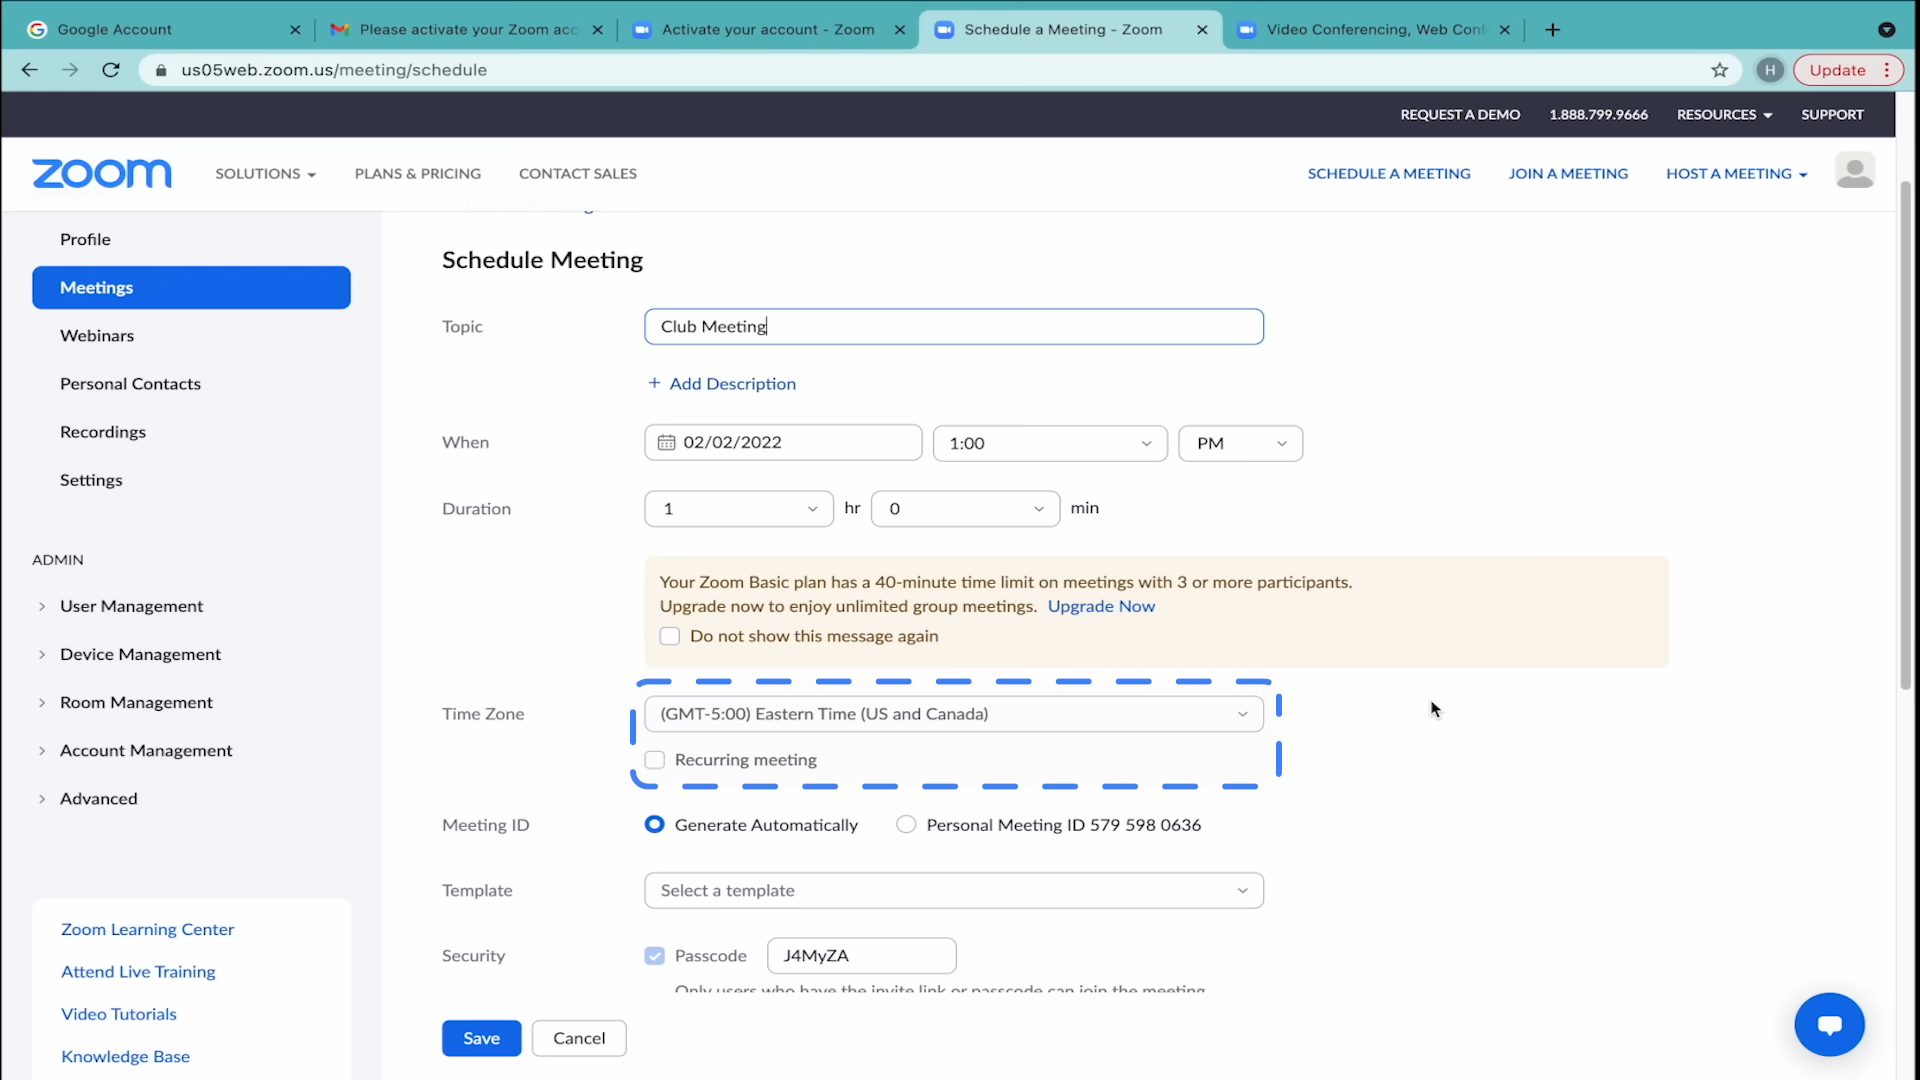 Google Account
Please activate your Zoom acc
Activate your account - Zoom
Schedule a Meeting - Zoom
Video Conferencing, Web Conf
us05web.zoom.us/meeting/schedule
H
Update
REQUEST A DEMO 1.888.799.9666 RESOURCES SUPPORT
zoom
SOLUTIONS PLANS & PRICING CONTACT SALES
SCHEDULE A MEETING JOIN A MEETING HOST A MEETING
Profile
Meetings
Webinars
Personal Contacts
Recordings
Settings
ADMIN
User Management
Device Management
Room Management
Account Management
Advanced
Zoom Learning Center
Attend Live Training
Video Tutorials
Knowledge Base
Schedule Meeting
Topic Club Meeting
+ Add Description
When 02/02/2022 1:00 PM
Duration 1 hr 0 min
Your Zoom Basic plan has a 40-minute time limit on meetings with 3 or more participants.
Upgrade now to enjoy unlimited group meetings. Upgrade Now
Do not show this message again
Time Zone (GMT-5:00) Eastern Time (US and Canada)
Recurring meeting
Meeting ID Generate Automatically Personal Meeting ID 579 598 0636
Template Select a template
Security Passcode J4MyZA
Only users who have the invite link or passcode can join the meeting
Save Cancel